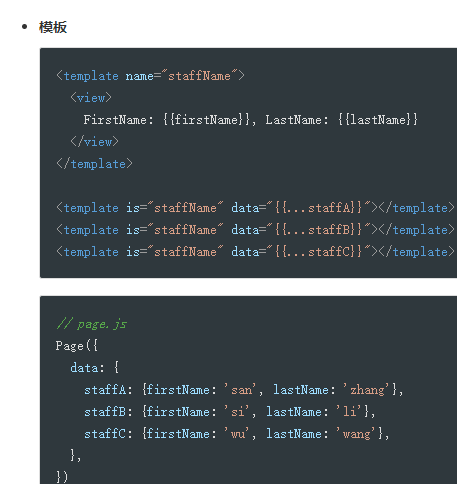 模板
<template name="staffName">
<view>
FirstName: {{firstName}}, LastName: {{lastName}}
</view>
</template>
<template is="staffName" data="{{...staffA}}"></template>
<template is="staffName" data="{{...staffB}}"></template>
<template is="staffName" data="{{...staffC}}"></template>
// page.js
Page({
data: {
staffA: {firstName: 'san', lastName: 'zhang'},
staffB: {firstName: 'si', lastName: 'li'},
staffC: {firstName: 'wu', lastName: 'wang'},
},
})